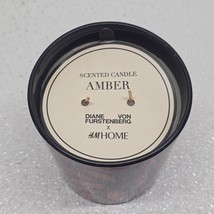 SCENTED CANDLE
AMBER
DIANE VON
FURSTENBERG
x
H&M HOME